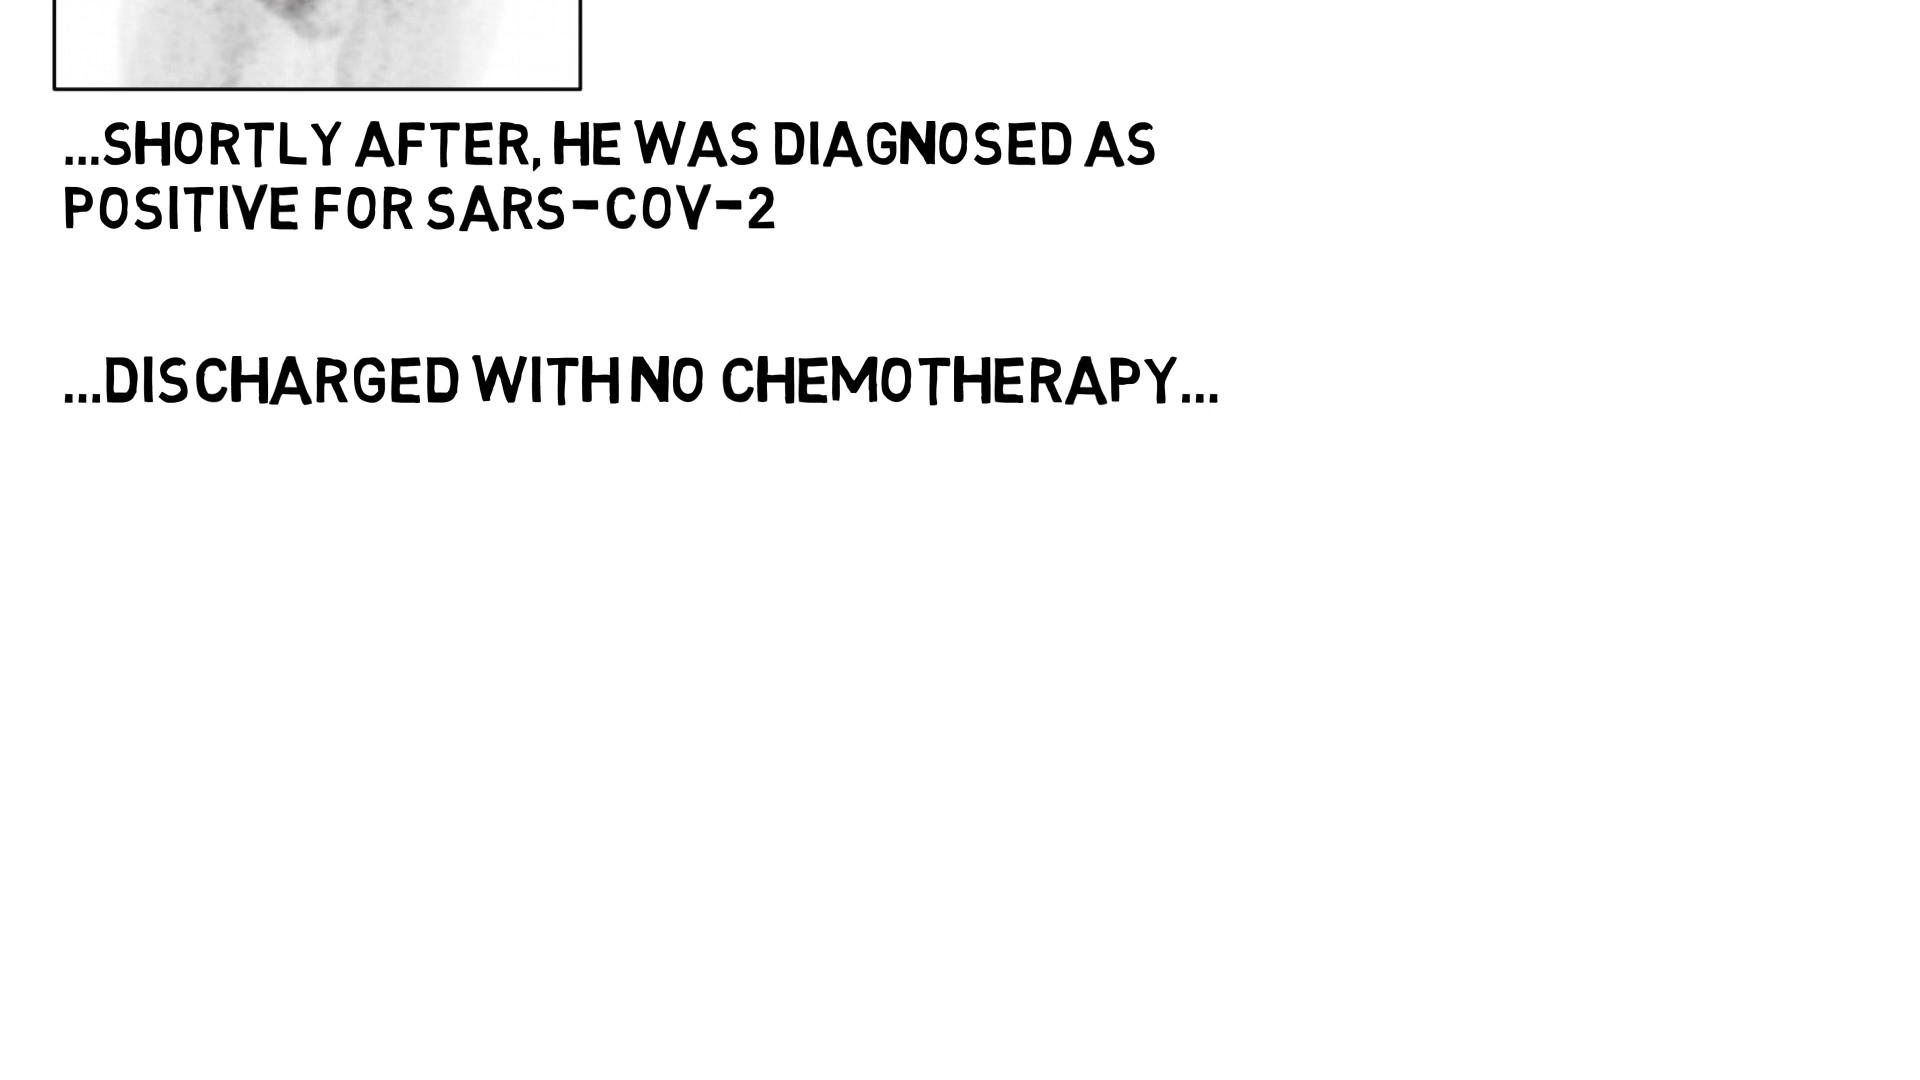 ...SHORTLY AFTER, HE WAS DIAGNOSED AS
POSITIVE FOR SARS-COV-2
...DISCHARGED WITH NO CHEMOTHERAPY...